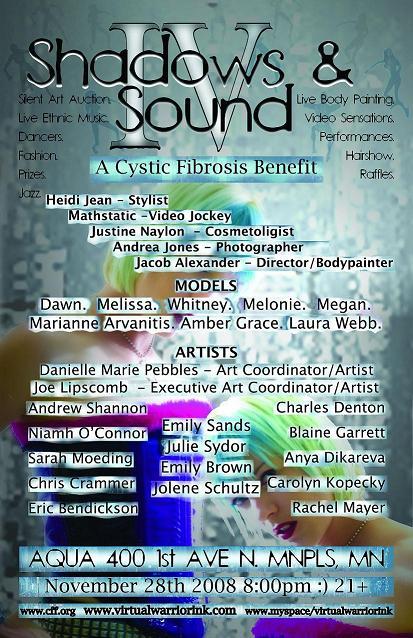 Shadows &
IV
Sound
Silent Art Auction.
Live Ethnic Music.
Dancers.
Fashion.
Prizes.
Jazz.
Live Body Painting.
Video Sensations.
Performances.
Hairshow.
Raffles.
A Cystic Fibrosis Benefit
Heidi Jean - Stylist
Mathstatic -Video Jockey
Justine Naylon - Cosmetoligist
Andrea Jones - Photographer
Jacob Alexander - Director/Bodypainter
MODELS
Dawn. Melissa. Whitney. Melonie. Megan.
Marianne Arvanitis. Amber Grace. Laura Webb.
ARTISTS
Danielle Marie Pebbles - Art Coordinator/Artist
Joe Lipscomb - Executive Art Coordinator/Artist
Andrew Shannon
Niamh O'Connor
Sarah Moeding
Chris Crammer
Eric Bendickson
Emily Sands
Julie Sydor
Emily Brown
Jolene Schultz
Charles Denton
Blaine Garrett
Anya Dikareva
Carolyn Kopecky
Rachel Mayer
AQUA 400 1st AVE N. MNPLS, MN
November 28th 2008 8:00pm :) 21+
www.cff.org www.virtualwarriorink.com www.myspace/virtualwarriorink